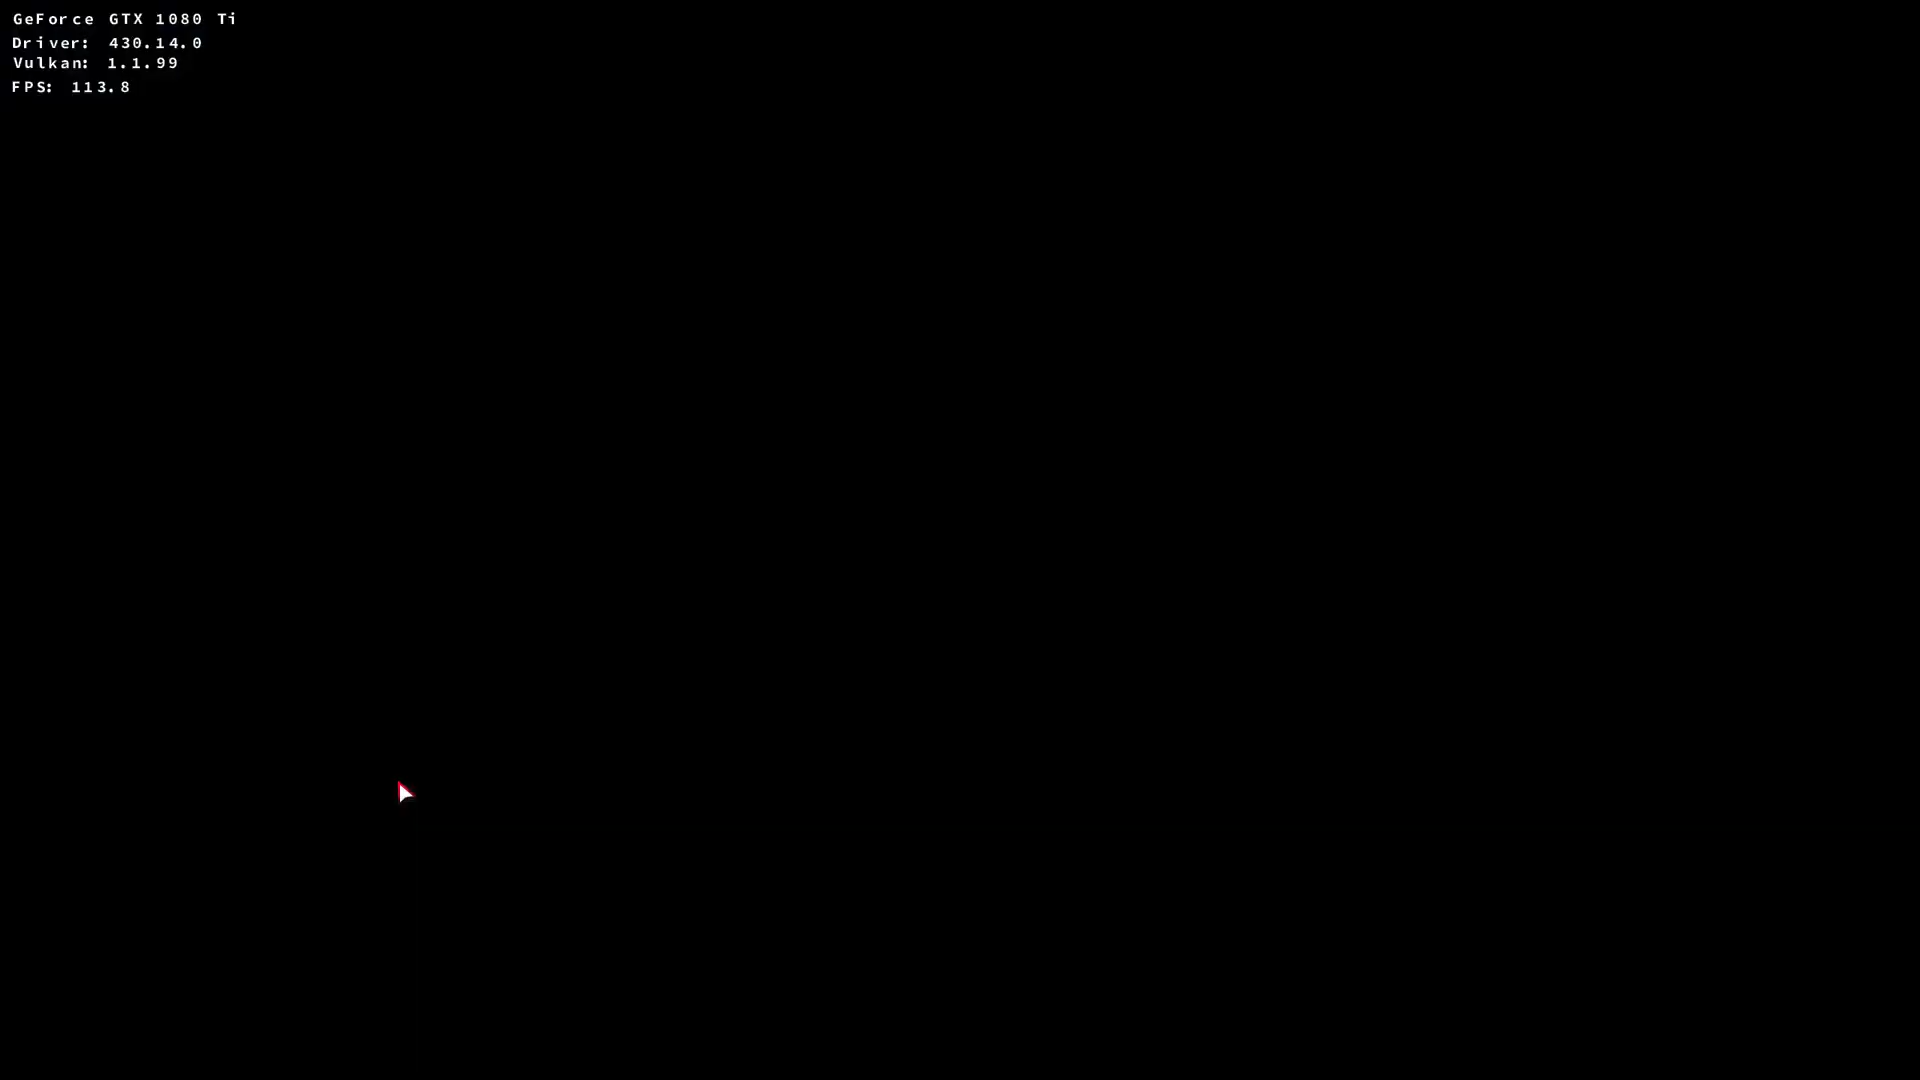 GeForce GTX 1080 Ti
Driver: 430.14.0
Vulkan: 1.1.99
FPS: 113.8